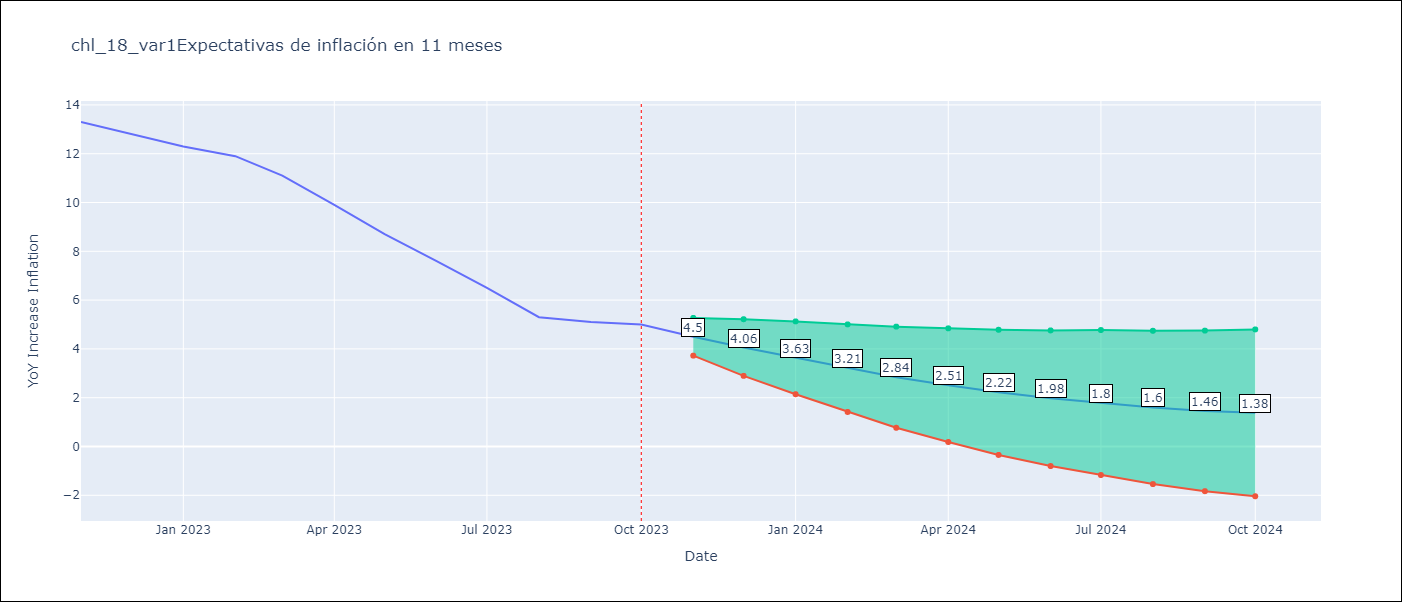 chl_18_var1Expectativas de inflación en 11 meses
YoY Increase Inflation
14
12
10
8
6
4
2
0
−2
4.5
4.06
3.63
3.21
2.84
2.51
2.22
1.98
1.8
1.6
1.46
1.38
Jan 2023
Apr 2023
Jul 2023
Oct 2023
Jan 2024
Apr 2024
Jul 2024
Oct 2024
Date